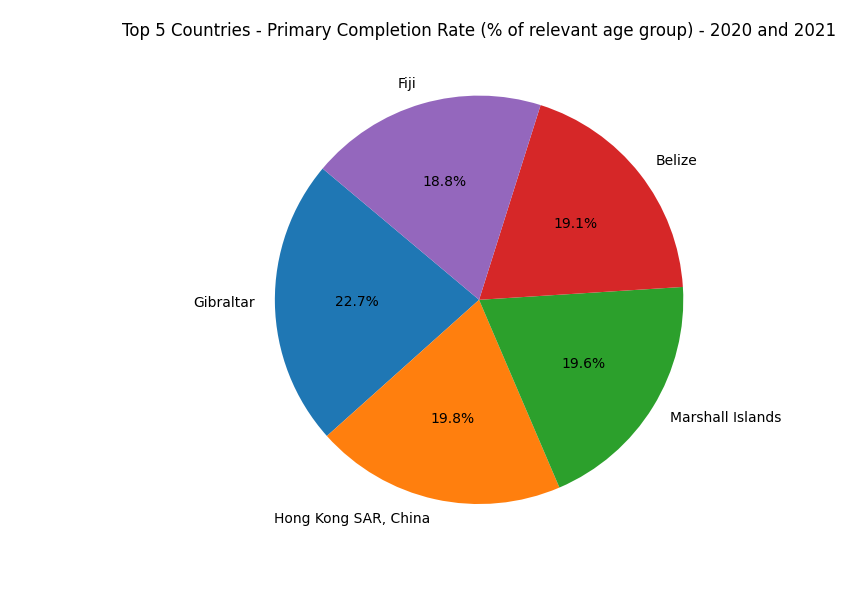 Top 5 Countries - Primary Completion Rate (% of relevant age group) - 2020 and 2021
Fiji
Belize
18.8%
19.1%
Gibraltar
22.7%
19.6%
19.8%
Marshall Islands
Hong Kong SAR, China